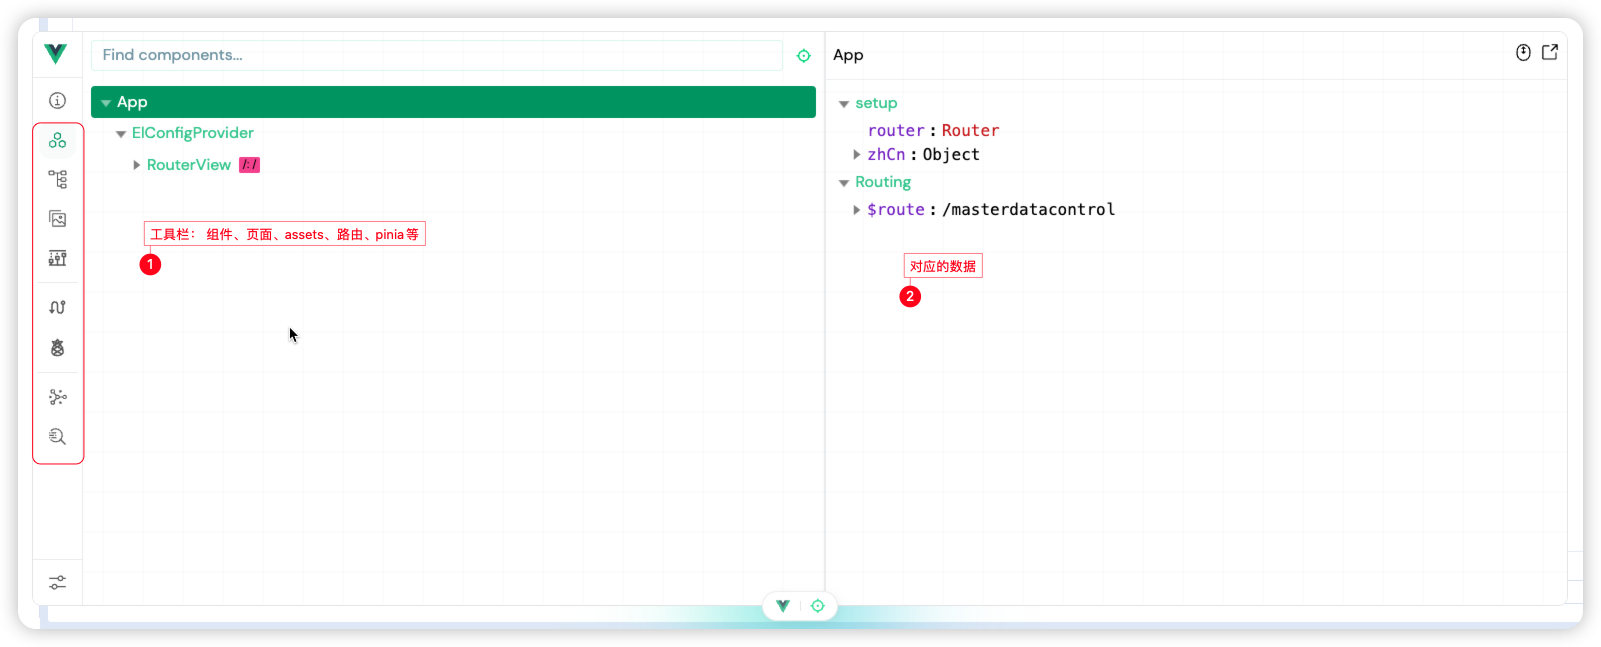 Find components...
App
ElConfigProvider
RouterView /: /
工具栏： 组件、页面、assets、路由、pinia 等
1
App
setup
router : Router
zhCn : Object
Routing
$route : /masterdatacontrol
对应的数据
2